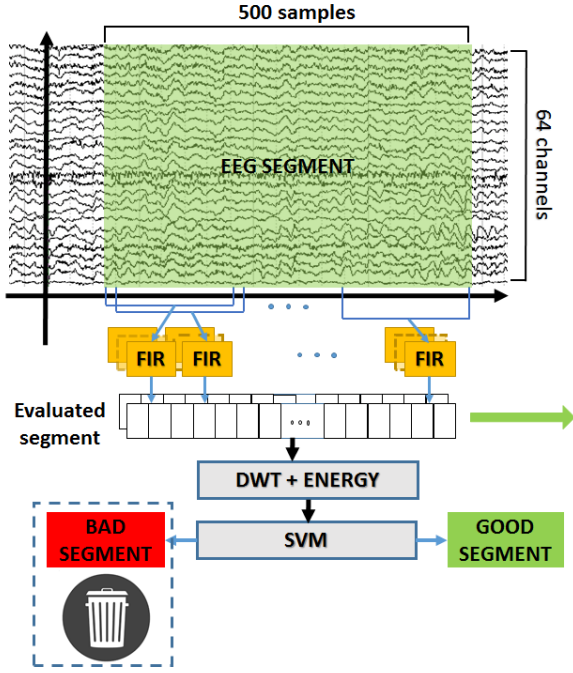 500 samples
EEG SEGMENT
64 channels
FIR
FIR
FIR
Evaluated
segment
DWT + ENERGY
BAD
SEGMENT
SVM
GOOD
SEGMENT